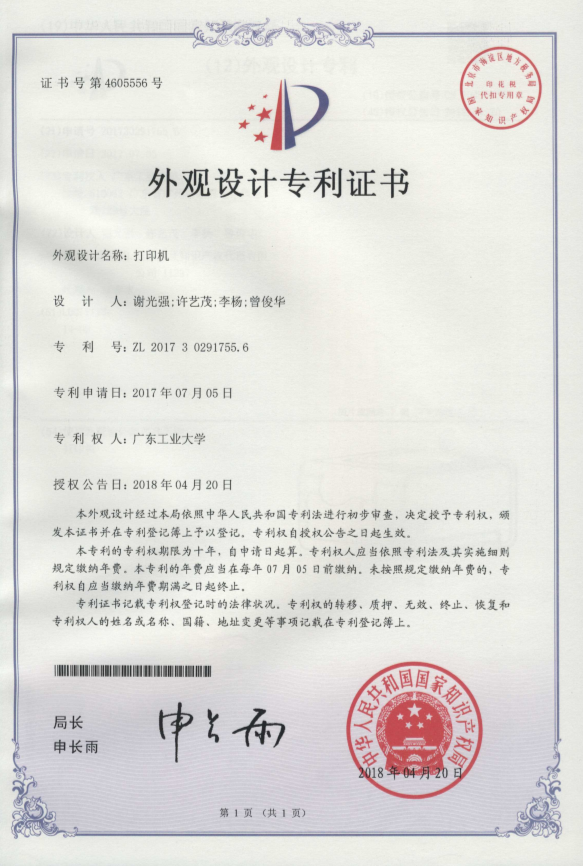 证书号第4605556号
北京市海淀区地方税务局
印花税
代扣专用章
国家知识产权局
外观设计专利证书
外观设计名称：打印机
设计人：谢光强;许艺茂;李杨;曾俊华
专利号：ZL 2017 3 0291755.6
专利申请日：2017年07月05日
专利权人：广东工业大学
授权公告日：2018年04月20日
本外观设计经过本局依照中华人民共和国专利法进行初步审查，决定授予专利权，颁
发本证书并在专利登记簿上予以登记。专利权自授权公告之日起生效。
本专利的专利权期限为十年，自申请日起算。专利权人应当依照专利法及其实施细则
规定缴纳年费。本专利的年费应当在每年07月05日前缴纳。未按照规定缴纳年费的，专
利权自应当缴纳年费期满之日起终止。
专利证书记载专利权登记时的法律状况。专利权的转移、质押、无效、终止、恢复和
专利权人的姓名或名称、国籍、地址变更等事项记载在专利登记簿上。
局长
申长雨
申长雨
中华人民共和国国家知识产权局
2018年04月20日
第1页（共1页）